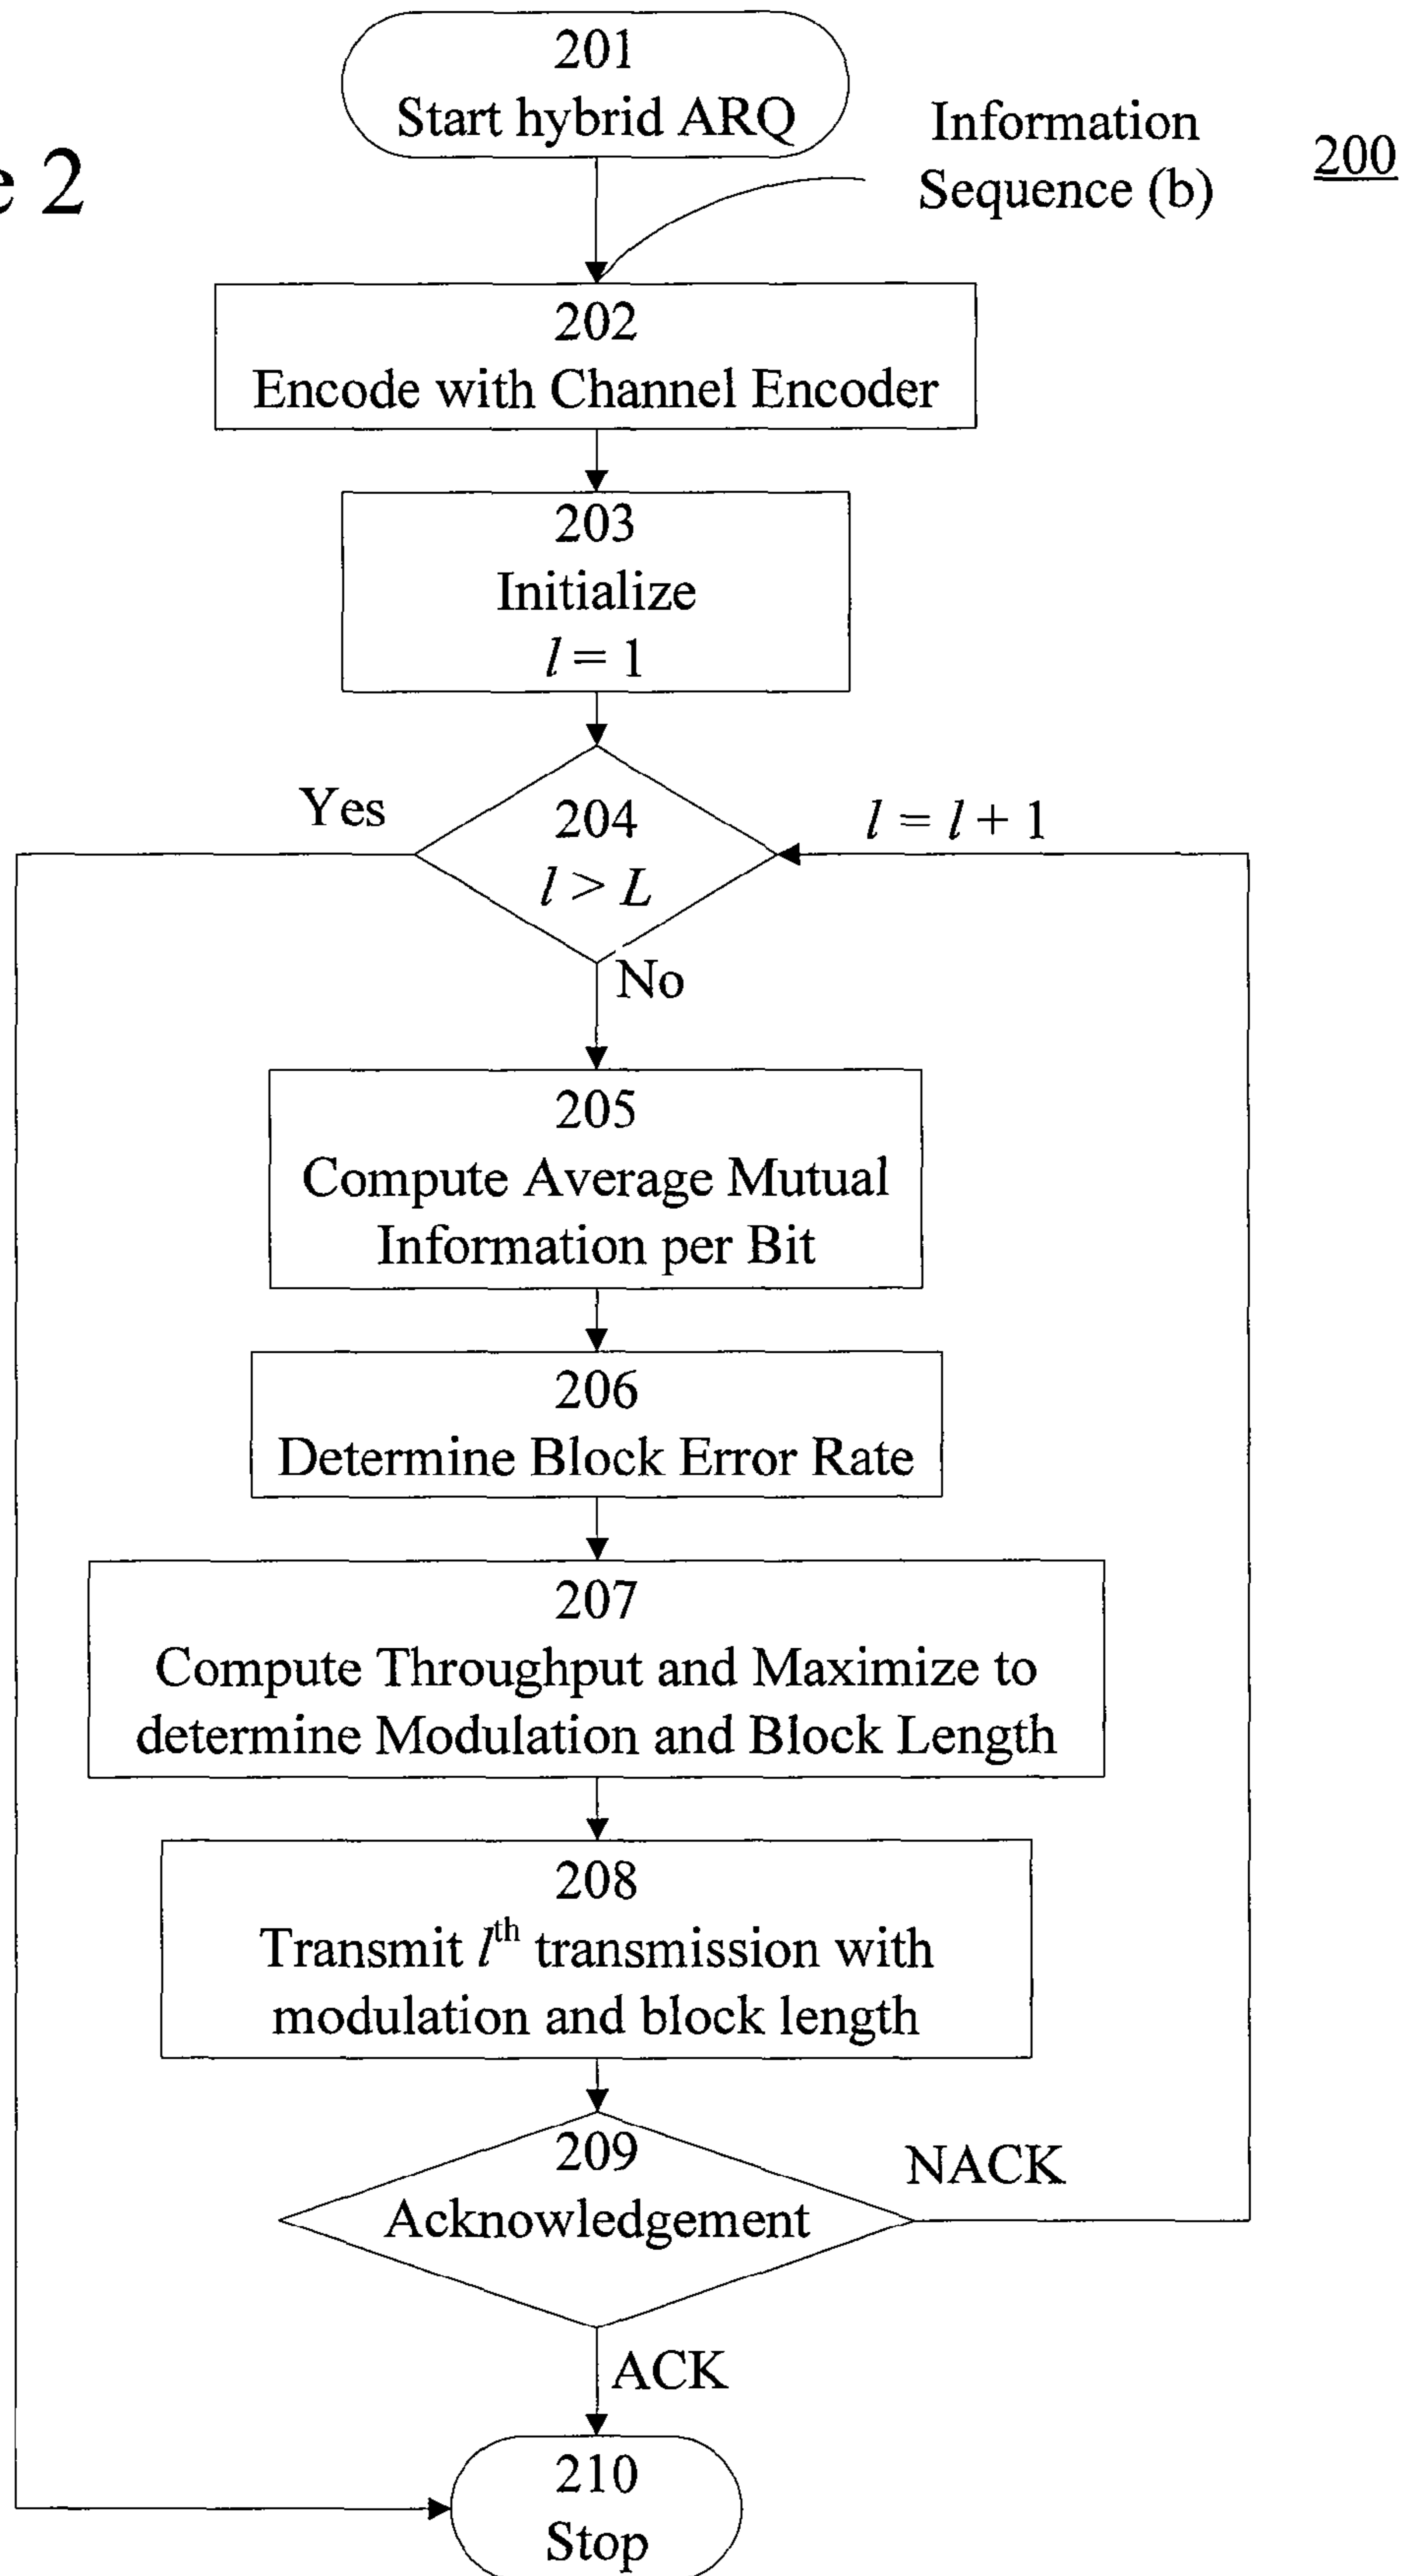 201
Start hybrid ARQ
Information
Sequence (b)
200
e 2
202
Encode with Channel Encoder
203
Initialize
l = 1
Yes
204
l > L
l = l + 1
No
205
Compute Average Mutual
Information per Bit
206
Determine Block Error Rate
207
Compute Throughput and Maximize to
determine Modulation and Block Length
208
Transmit lth transmission with
modulation and block length
209
Acknowledgement
NACK
ACK
210
Stop